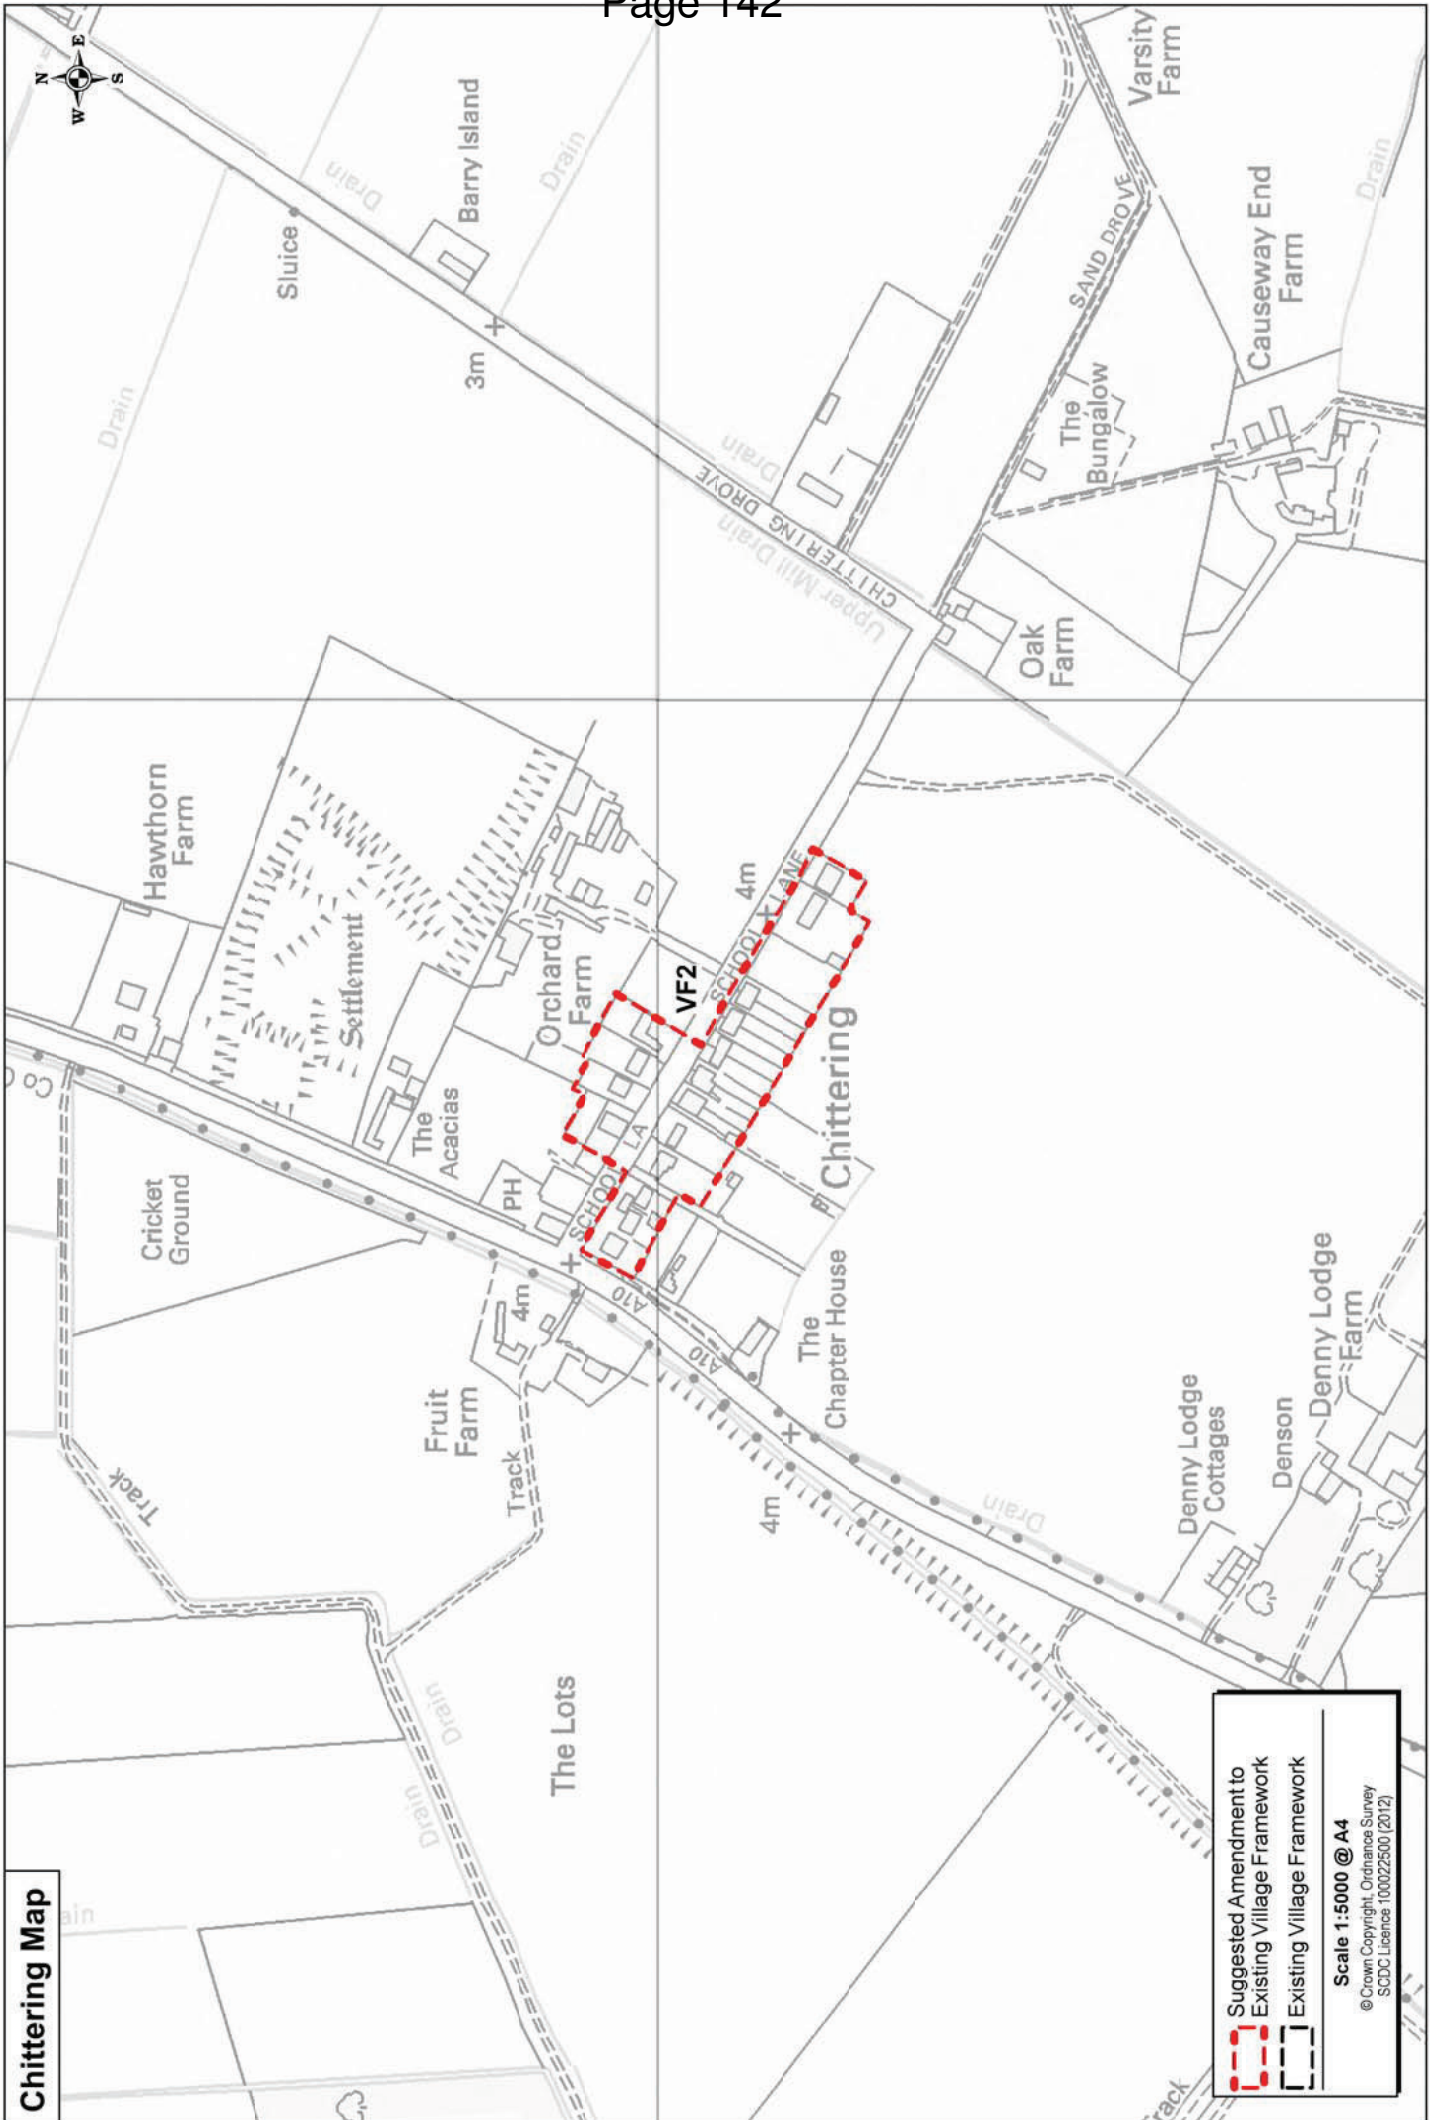 Page 142
Chittering Map
N
E
S
W
Sluice
Drain
Barry Island
Drain
Drain
3m
Varsity
Farm
SAND DROVE
Causeway End
Farm
Drain
The
Bungalow
Drain
CHITTERING DROVE
Upper Mill Drain
Oak
Farm
Hawthorn
Farm
Settlement
Orchard
Farm
VF2
4m
SCHOOL LANE
Chittering
The
Acacias
PH
SCHOOL LA
Cricket
Ground
4m
A10
A10
The
Chapter House
Fruit
Farm
Track
Track
4m
Drain
Denny Lodge
Cottages
Denson
Denny Lodge
Farm
The Lots
Drain
Drain
Suggested Amendment to
Existing Village Framework
Existing Village Framework
Scale 1:5000 @ A4
© Crown Copyright, Ordnance Survey
SCDC Licence 100022500 (2012)